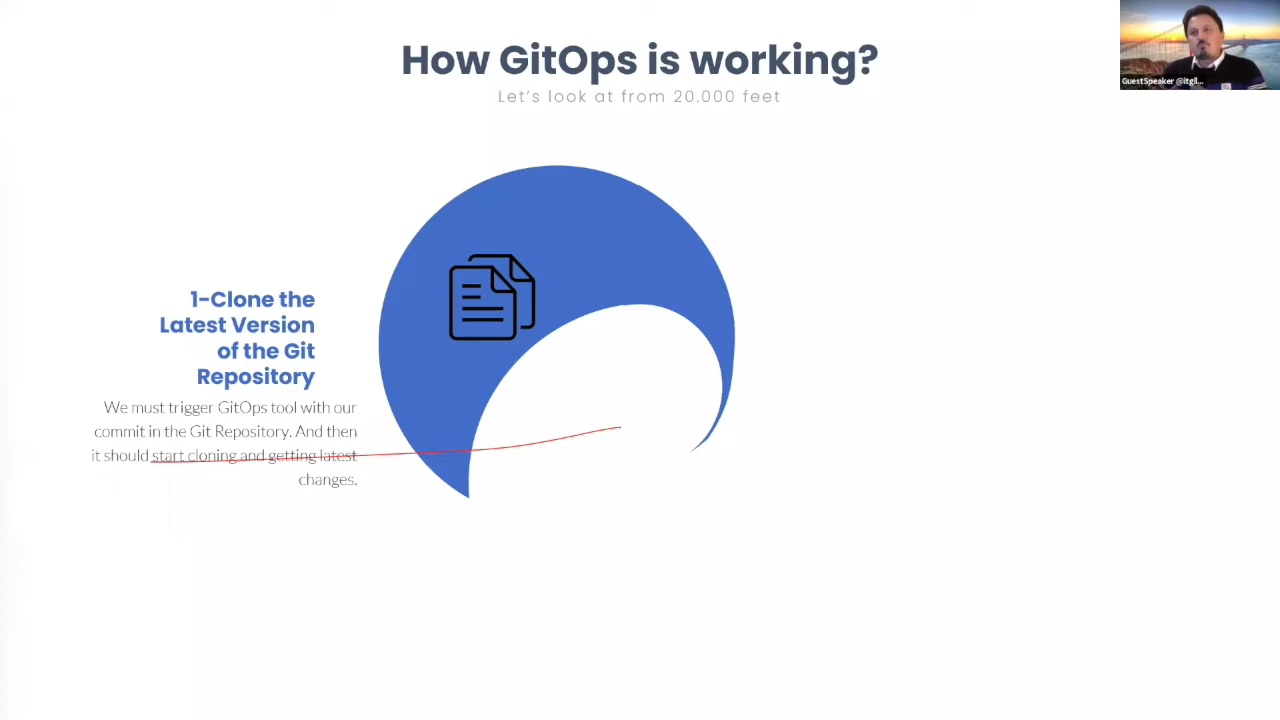 How GitOps is working?
Let's look at from 20.000 feet
GuestSpeaker @itgil...
1-Clone the
Latest Version
of the Git
Repository
We must trigger GitOps tool with our
commit in the Git Repository. And then
it should start cloning and getting latest
changes.